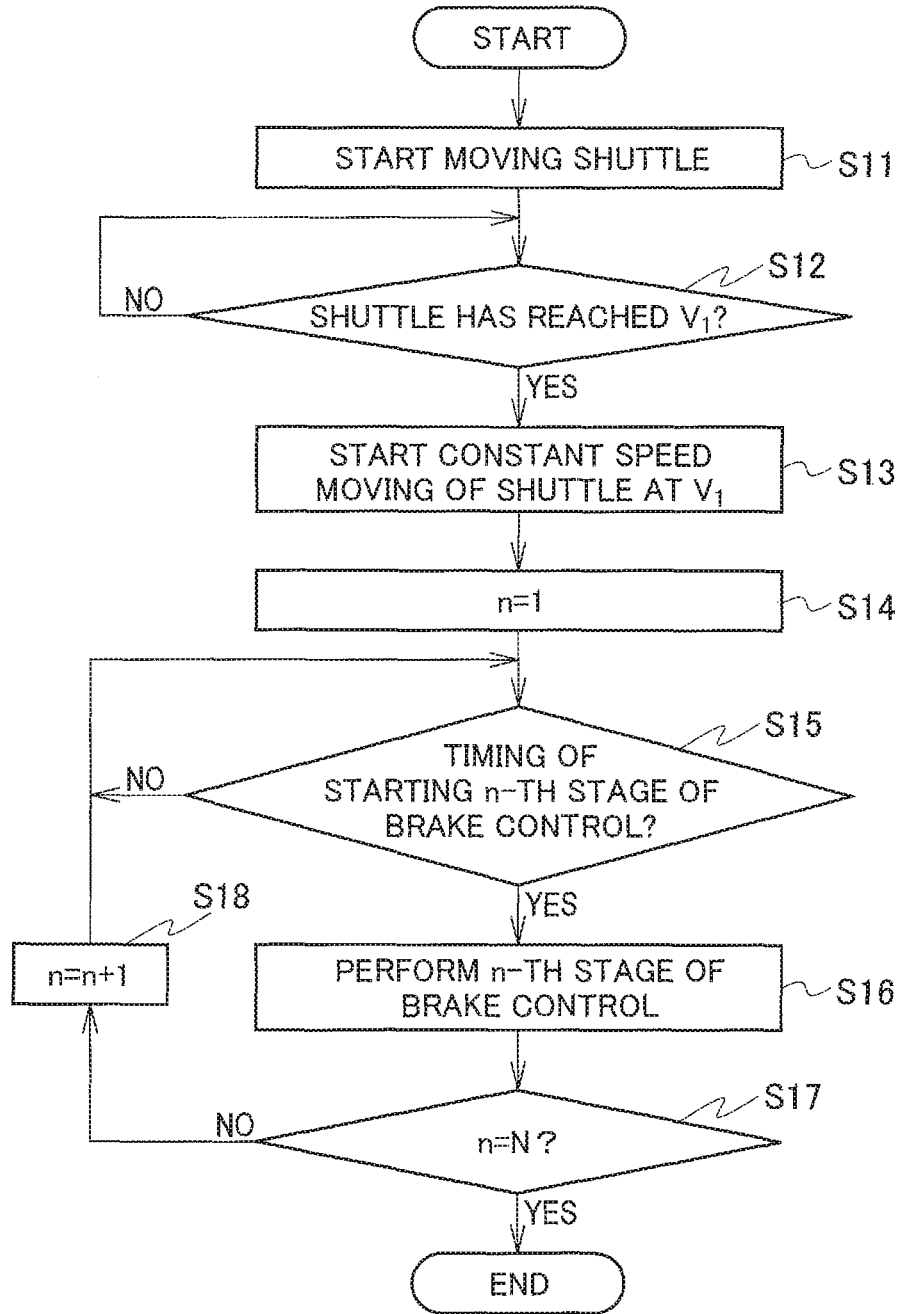 START
START MOVING SHUTTLE
S11
S12
NO
SHUTTLE HAS REACHED V₁?
YES
START CONSTANT SPEED
MOVING OF SHUTTLE AT V₁
S13
n=1
S14
S15
NO
TIMING OF
STARTING n-TH STAGE OF
BRAKE CONTROL?
YES
S18
n=n+1
PERFORM n-TH STAGE OF
BRAKE CONTROL
S16
S17
NO
n=N?
YES
END